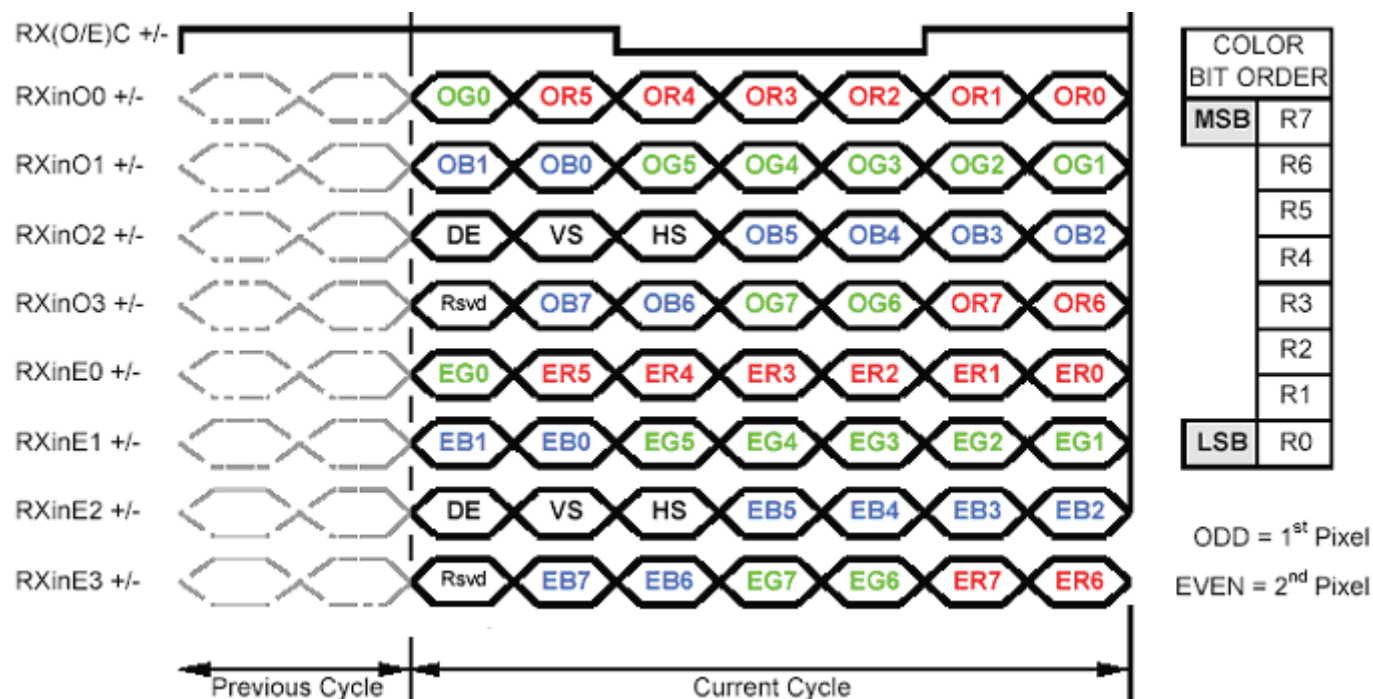 RX(O/E)C +/-
RXinO0 +/- OG0 OR5 OR4 OR3 OR2 OR1 OR0
RXinO1 +/- OB1 OB0 OG5 OG4 OG3 OG2 OG1
RXinO2 +/- DE VS HS OB5 OB4 OB3 OB2
RXinO3 +/- Rsvd OB7 OB6 OG7 OG6 OR7 OR6
RXinE0 +/- EG0 ER5 ER4 ER3 ER2 ER1 ER0
RXinE1 +/- EB1 EB0 EG5 EG4 EG3 EG2 EG1
RXinE2 +/- DE VS HS EB5 EB4 EB3 EB2
RXinE3 +/- Rsvd EB7 EB6 EG7 EG6 ER7 ER6
Previous Cycle Current Cycle
COLOR
BIT ORDER
MSB R7
R6
R5
R4
R3
R2
R1
LSB R0
ODD = 1st Pixel
EVEN = 2nd Pixel